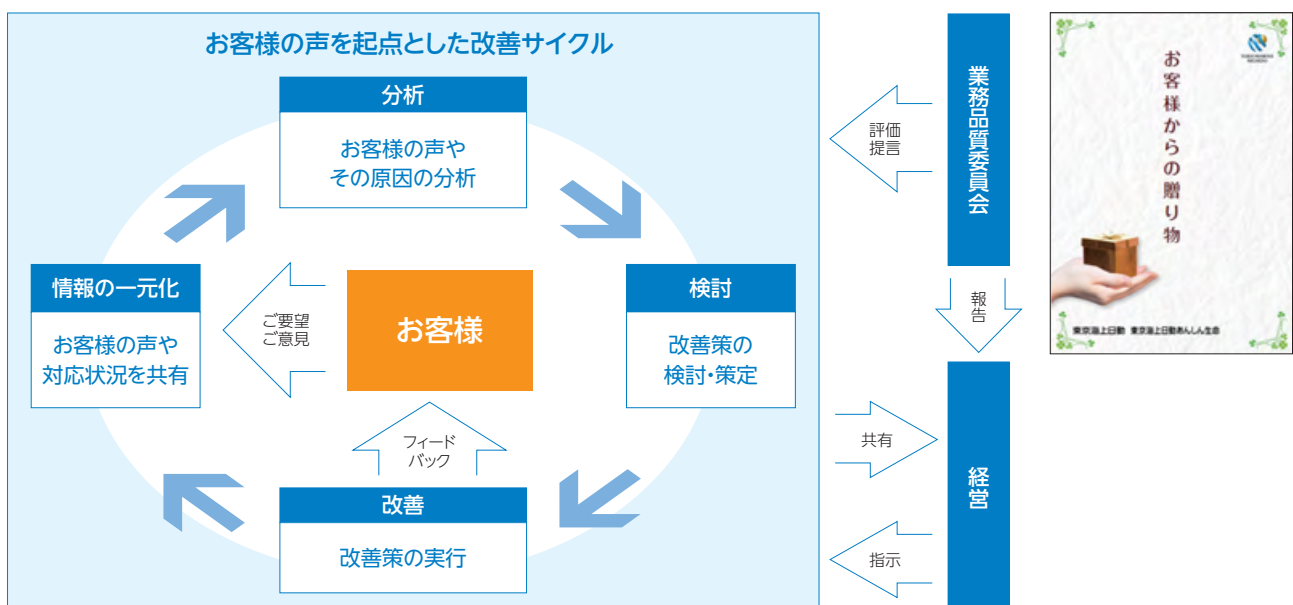 お客様の声を起点とした改善サイクル
分析
お客様の声や
その原因の分析
情報の一元化
お客様の声や
対応状況を共有
ご要望
ご意見
お客様
検討
改善策の
検討・策定
フィード
バック
改善
改善策の実行
評価
提言
業務品質委員会
報告
共有
経営
指示
お客様からの贈り物
東京海上日動 東京海上日動あんしん生命